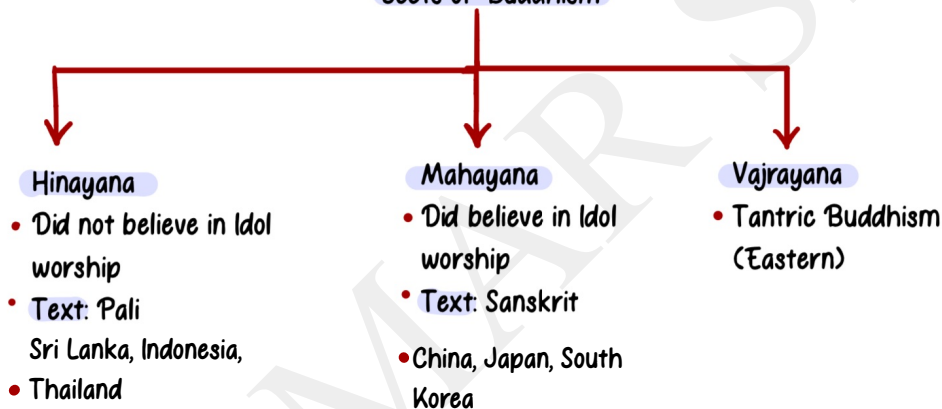 Sects of Buddhism
Hinayana
• Did not believe in Idol
worship
• Text: Pali
Sri Lanka, Indonesia,
• Thailand
Mahayana
• Did believe in Idol
worship
• Text: Sanskrit
• China, Japan, South
Korea
Vajrayana
• Tantric Buddhism
(Eastern)
MAR S